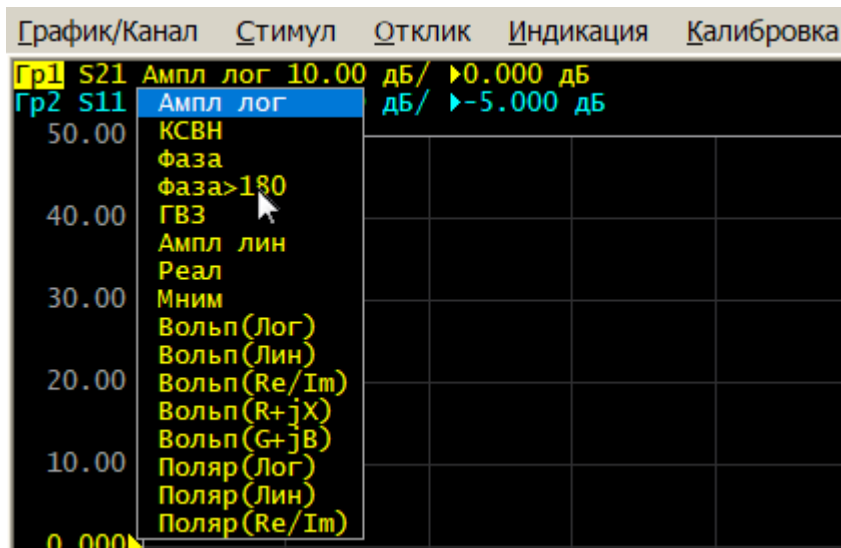 График/Канал Стимул Отклик Индикация Калибровка
Гр1 S21 Ампл лог 10.00 дБ/ ▶0.000 дБ
Гр2 S11 дБ/ ▶-5.000 дБ
Ампл лог
50.00 КСВН
Фаза
Фаза>180
40.00 ГВЗ
Ампл лин
Реал
30.00 Мним
Вольп(Лог)
Вольп(Лин)
20.00 Вольп(Re/Im)
Вольп(R+jX)
Вольп(G+jB)
10.00 Поляр(Лог)
Поляр(Лин)
Поляр(Re/Im)
0.000